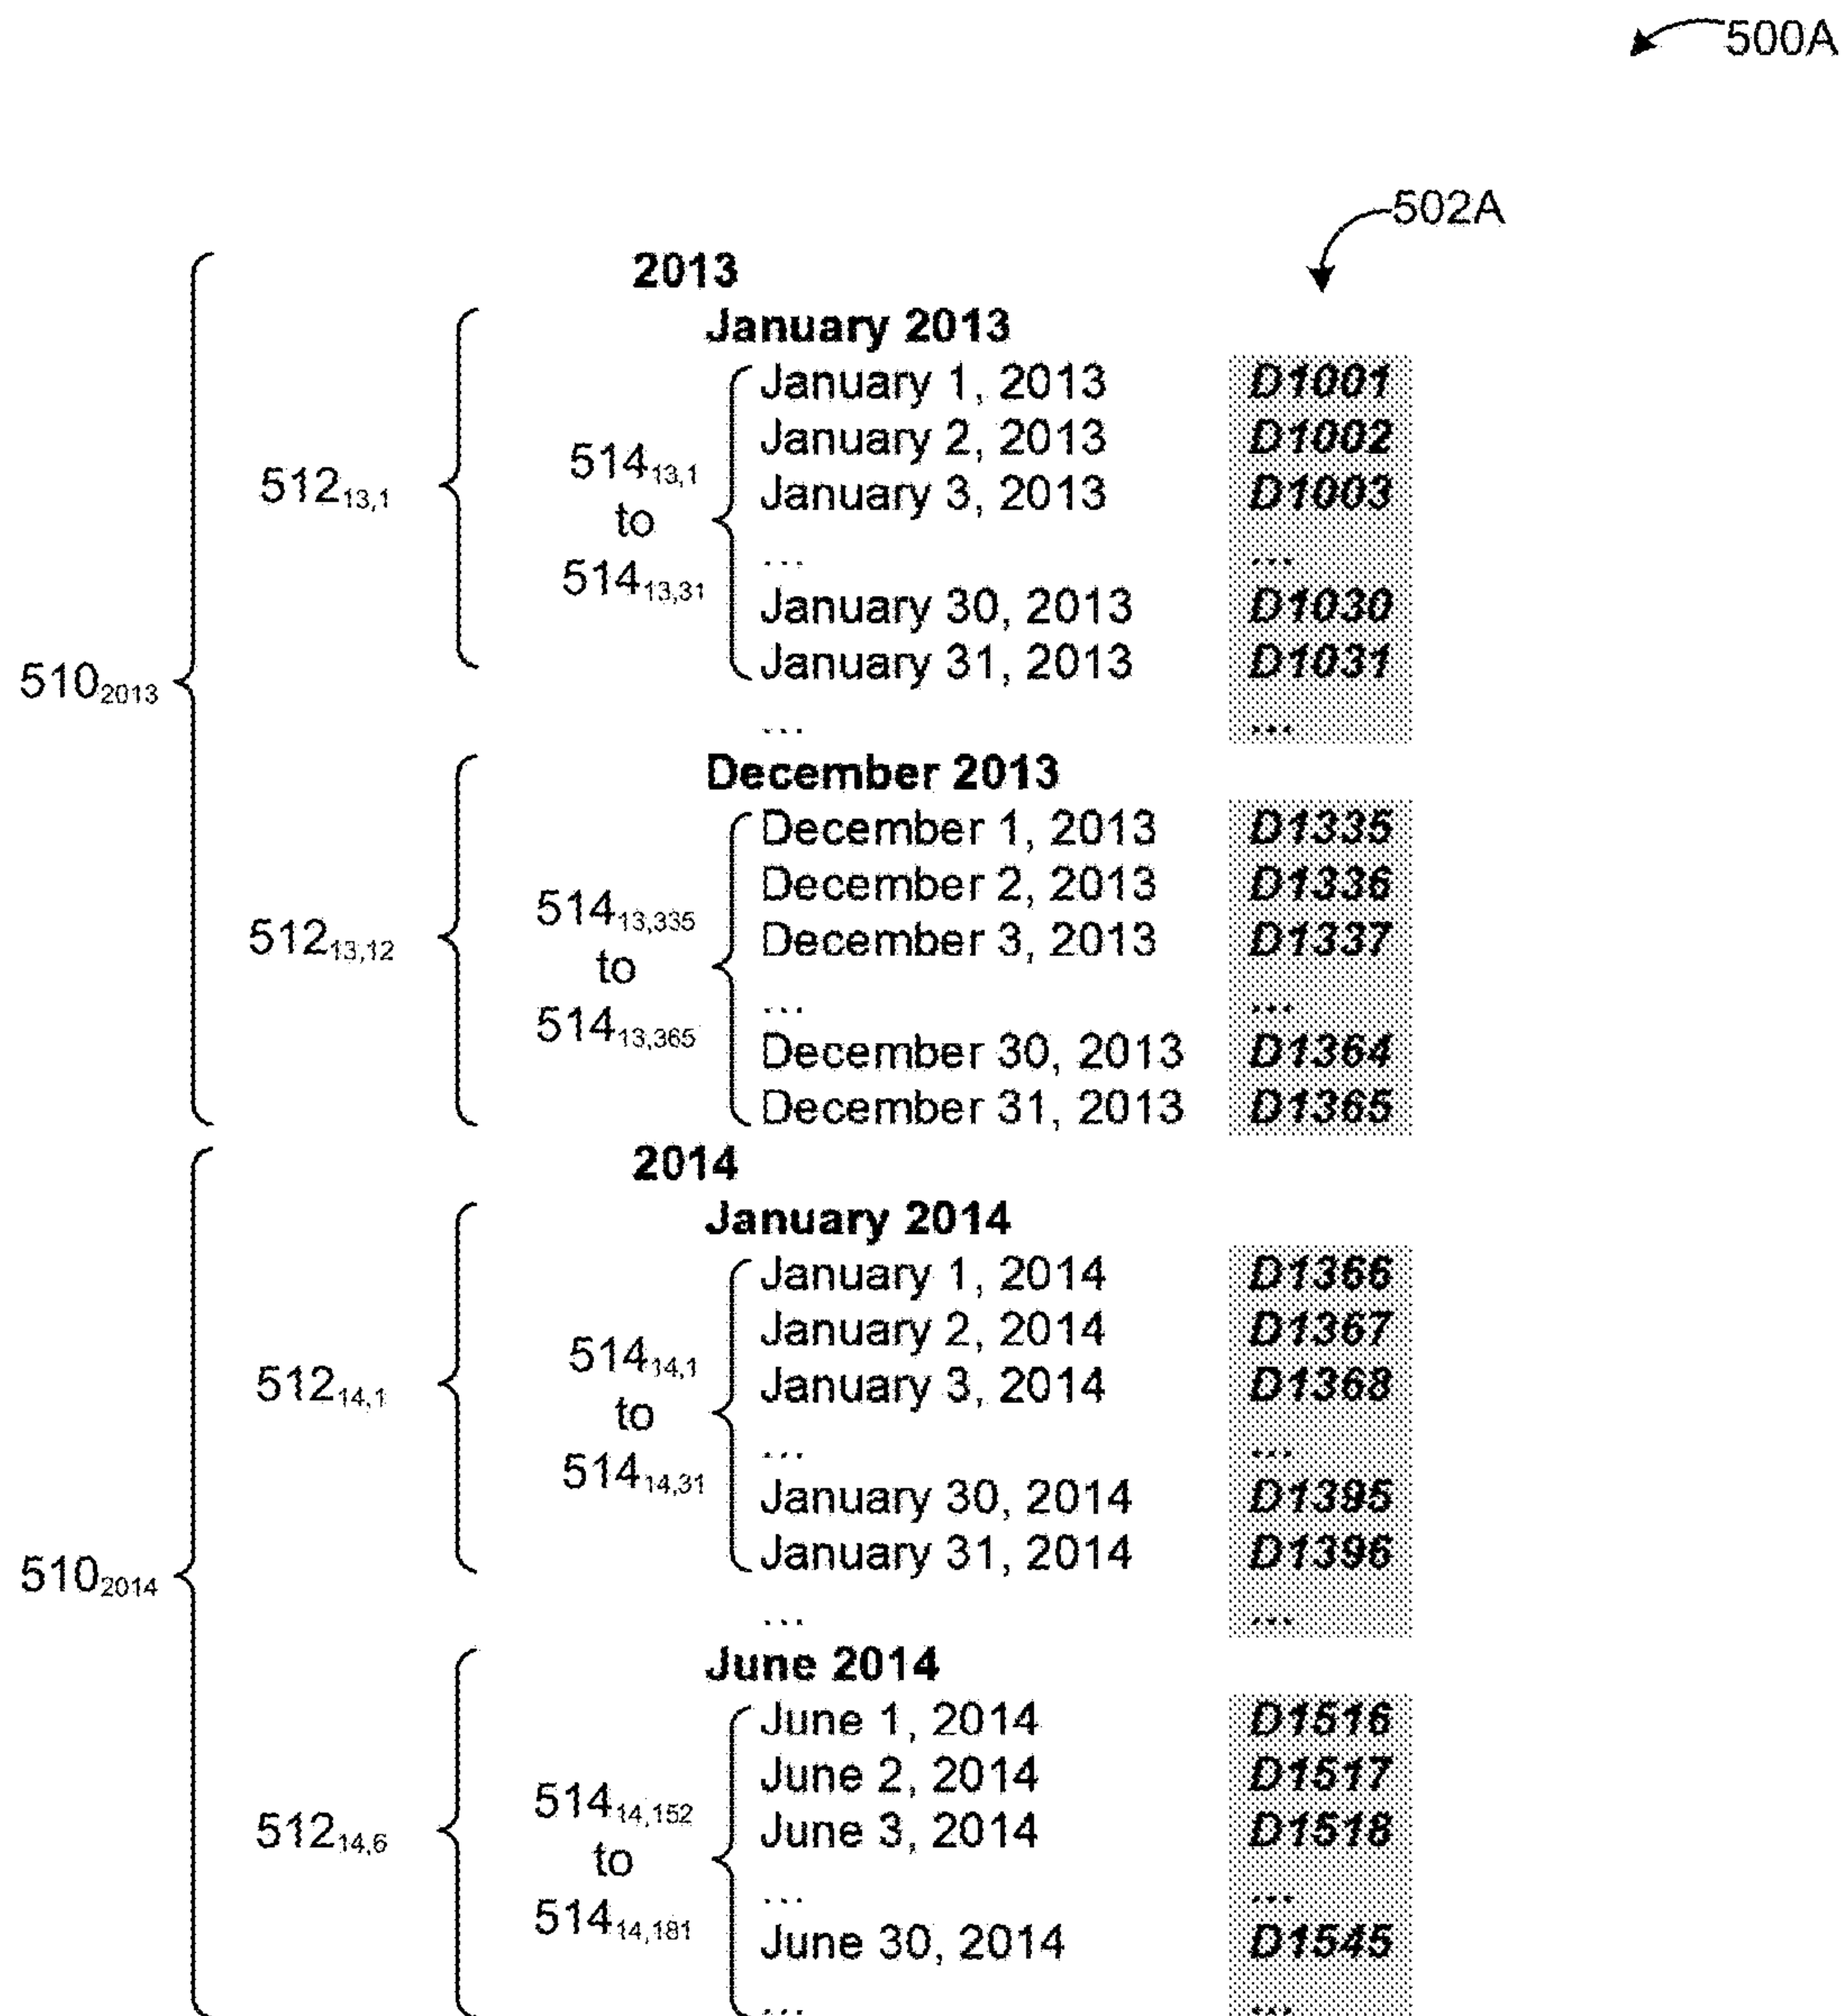 500A
502A
2013
January 2013
January 1, 2013 D1001
January 2, 2013 D1002
514₁₃,₁
January 3, 2013 D1003
512₁₃,₁
to
... ...
514₁₃,₃₁
January 30, 2013 D1030
January 31, 2013 D1031
510₂₀₁₃
... ...
December 2013
December 1, 2013 D1335
December 2, 2013 D1336
514₁₃,₃₃₅
December 3, 2013 D1337
512₁₃,₁₂
to
... ...
514₁₃,₃₆₅
December 30, 2013 D1364
December 31, 2013 D1365
2014
January 2014
January 1, 2014 D1366
January 2, 2014 D1367
514₁₄,₁
January 3, 2014 D1368
512₁₄,₁
to
... ...
514₁₄,₃₁
January 30, 2014 D1395
January 31, 2014 D1396
510₂₀₁₄
... ...
June 2014
June 1, 2014 D1516
June 2, 2014 D1517
514₁₄,₁₅₂
June 3, 2014 D1518
512₁₄,₆
to
... ...
514₁₄,₁₈₁
June 30, 2014 D1545
... ...